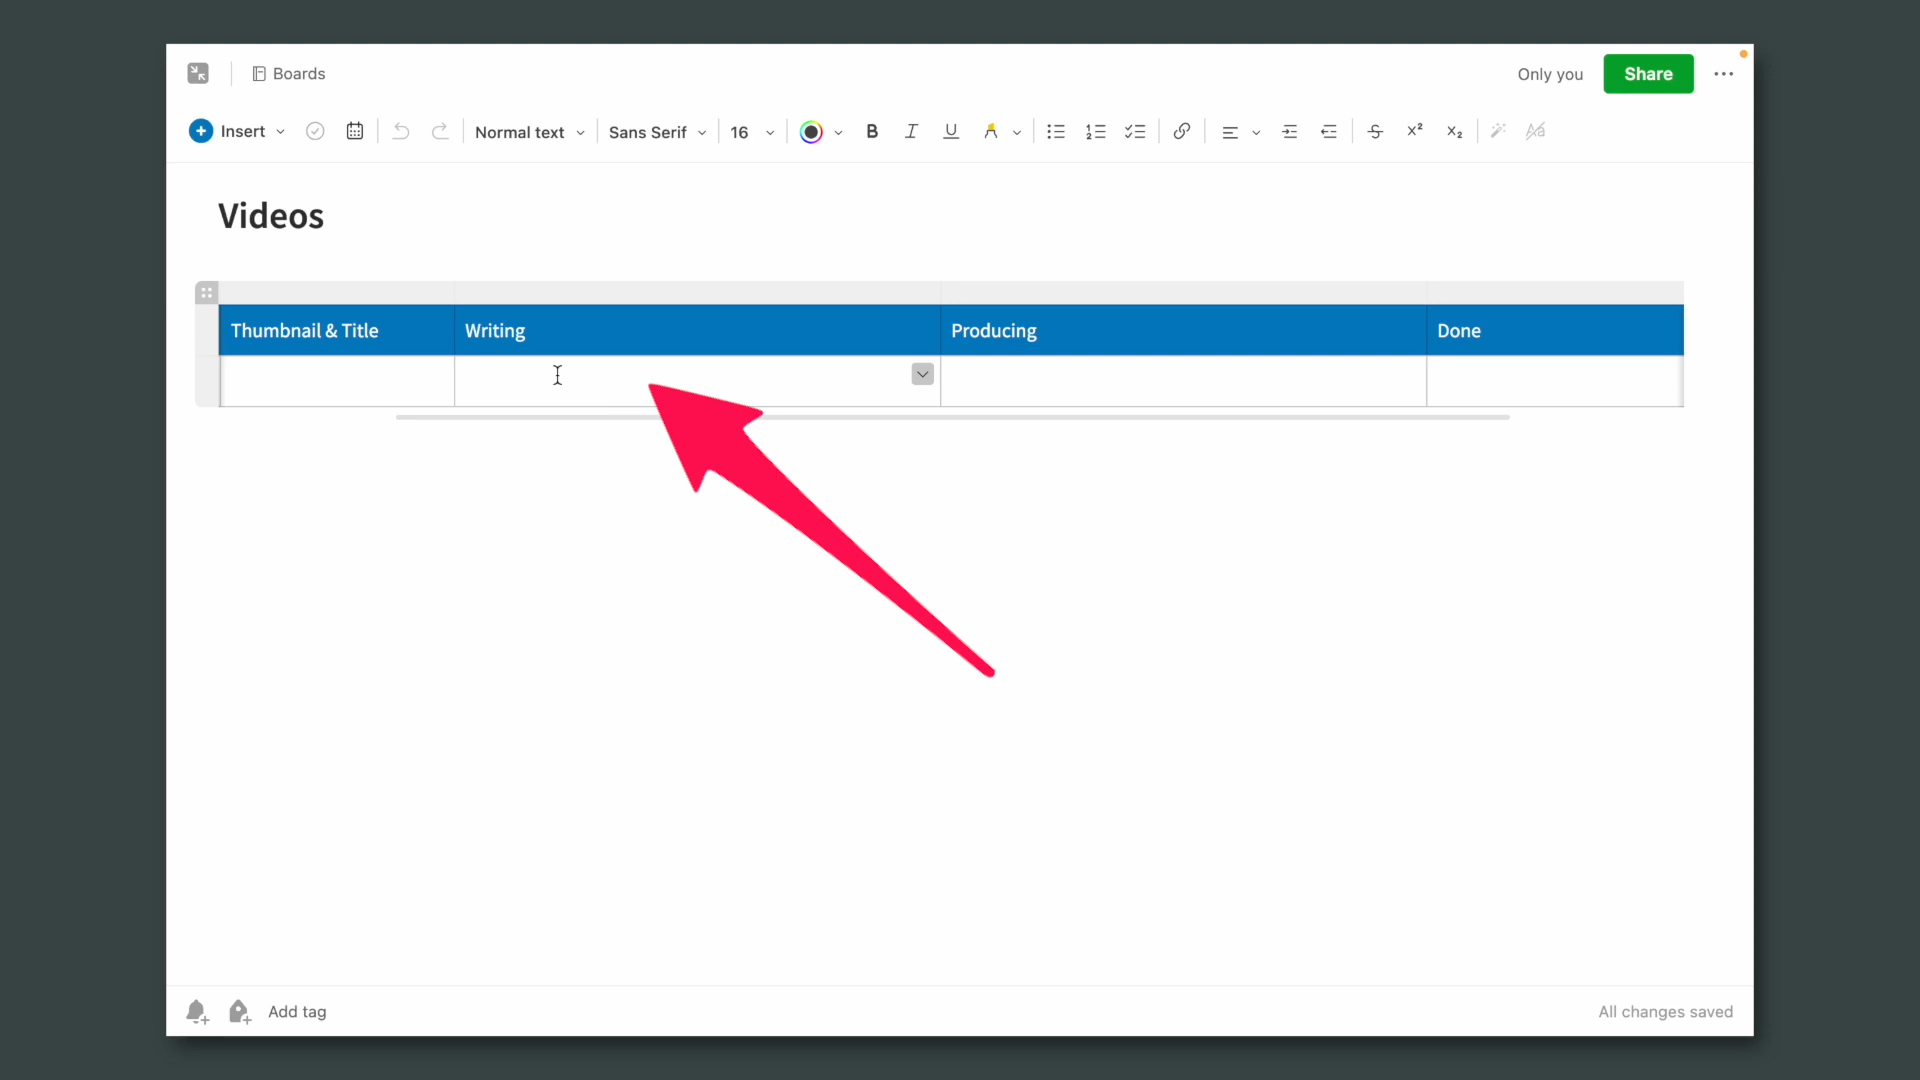 Boards
Only you
Share
Insert
Normal text
Sans Serif
16
Videos
Thumbnail & Title
Writing
Producing
Done
Add tag
All changes saved